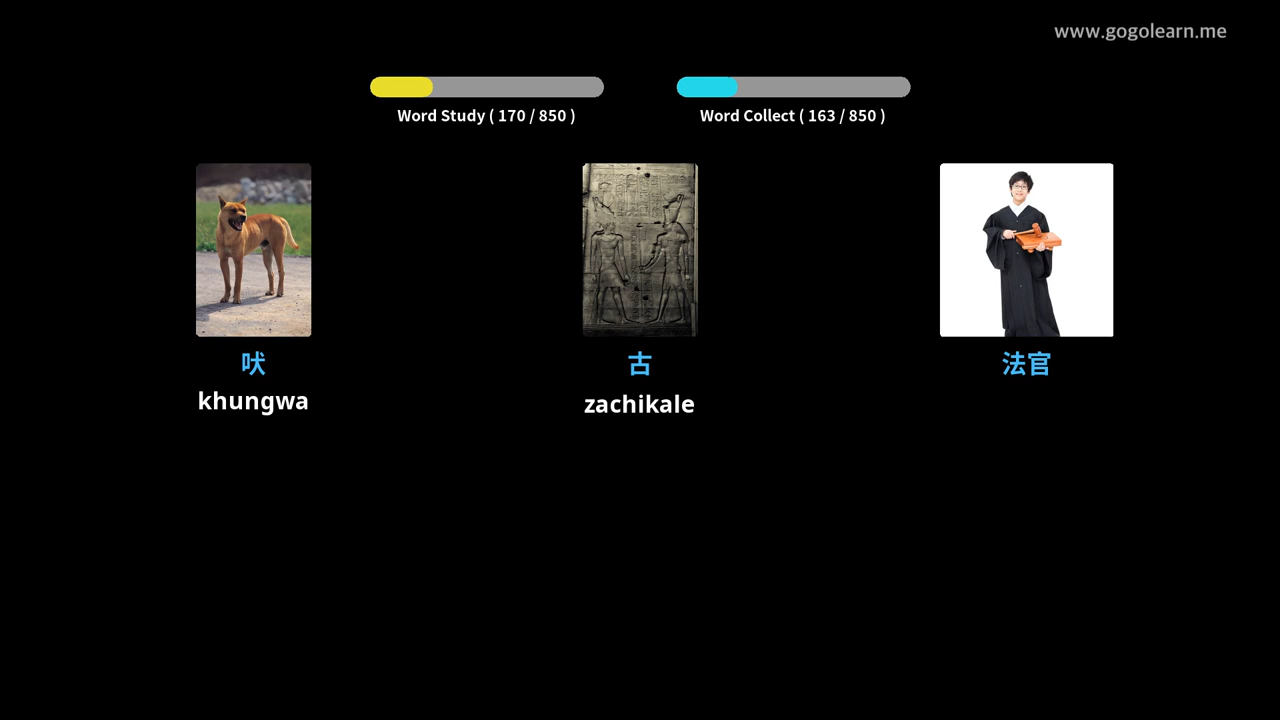 www.gogolearn.me
Word Study ( 170 / 850 )
Word Collect ( 163 / 850 )
吠
古
法官
khungwa
zachikale